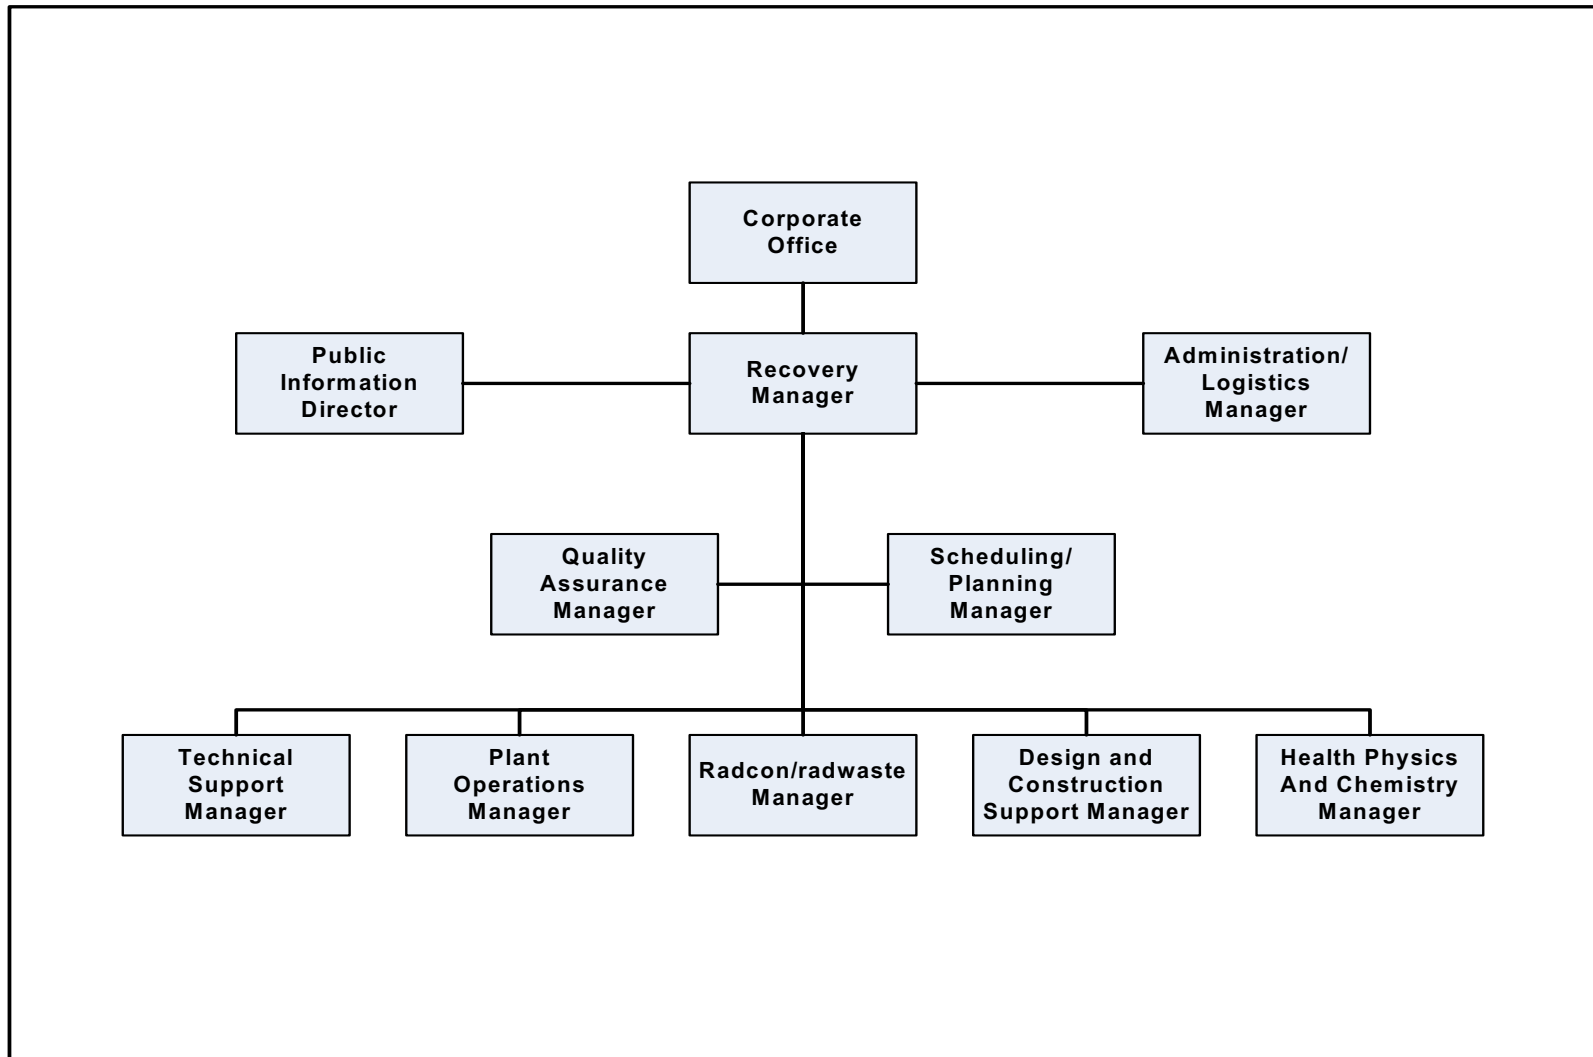 Corporate
Office
Public
Information
Director
Recovery
Manager
Administration/
Logistics
Manager
Quality
Assurance
Manager
Scheduling/
Planning
Manager
Technical
Support
Manager
Plant
Operations
Manager
Radcon/radwaste
Manager
Design and
Construction
Support Manager
Health Physics
And Chemistry
Manager